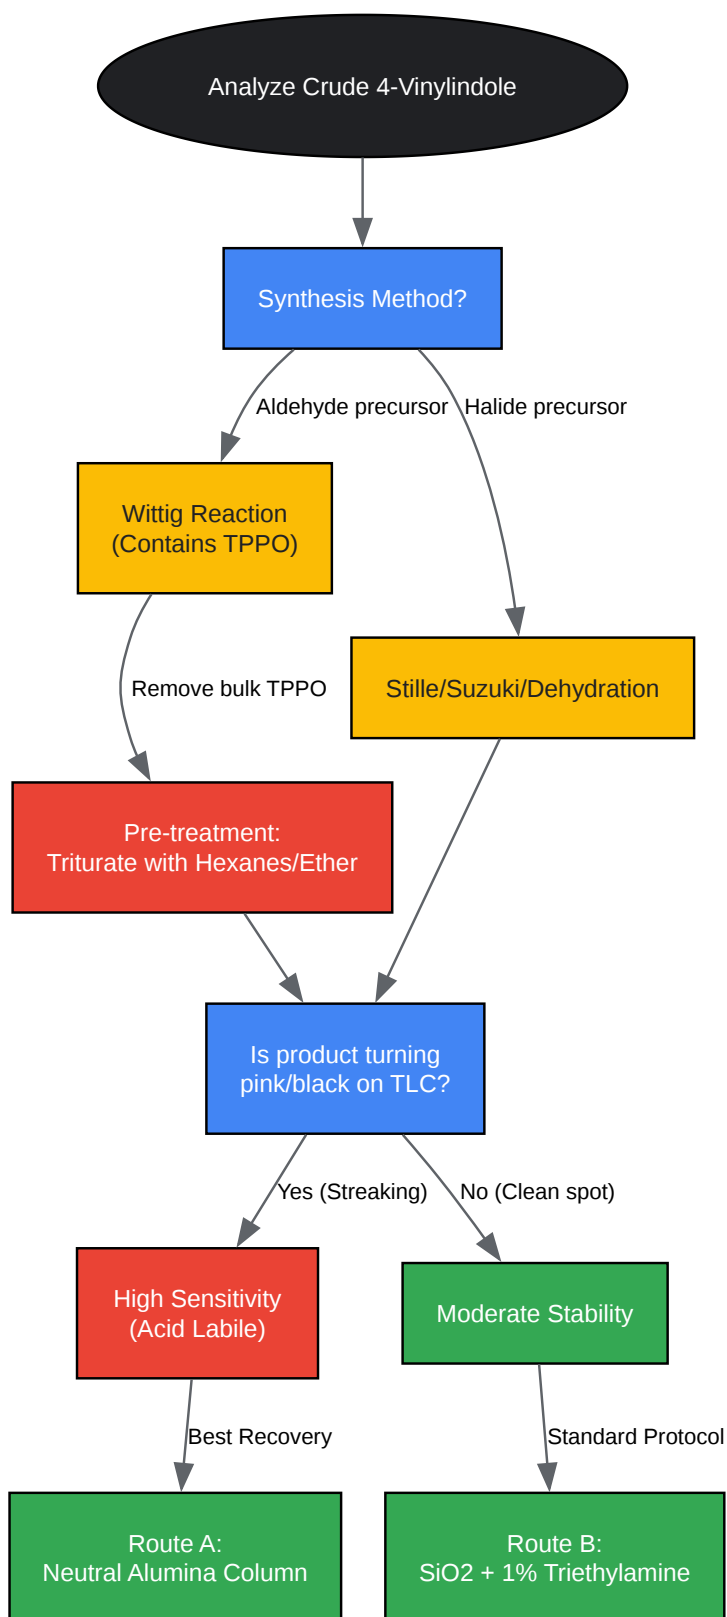 Analyze Crude 4-Vinylindole
Synthesis Method?
Aldehyde precursor
Halide precursor
Wittig Reaction
(Contains TPPO)
Remove bulk TPPO
Stille/Suzuki/Dehydration
Pre-treatment:
Triturate with Hexanes/Ether
Is product turning
pink/black on TLC?
Yes (Streaking)
No (Clean spot)
High Sensitivity
(Acid Labile)
Moderate Stability
Best Recovery
Standard Protocol
Route A:
Neutral Alumina Column
Route B:
SiO2 + 1% Triethylamine